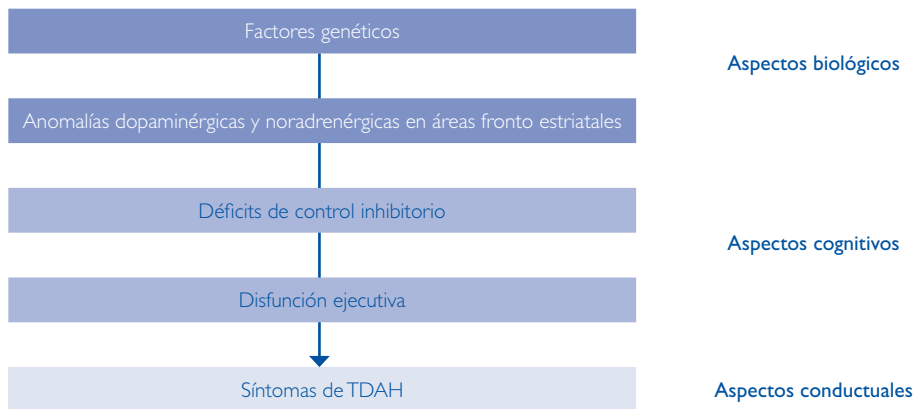 Factores genéticos
Aspectos biológicos
Anomalías dopaminérgicas y noradrenérgicas en áreas fronto estriatales
Déficits de control inhibitorio
Aspectos cognitivos
Disfunción ejecutiva
Síntomas de TDAH
Aspectos conductuales